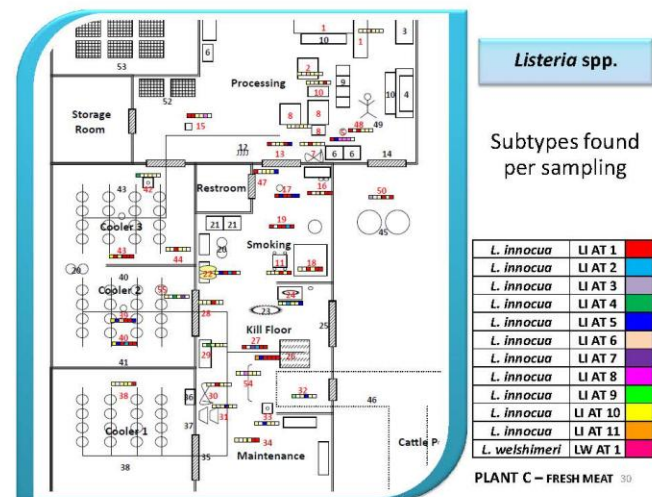 53
1
1
10
3
6
2
Processing
9
10
4
52
10
8
8
49
48
Storage
Room
15
8
12
7
6
6
13
14
Restroom
47
16
17
50
43
42
21
21
19
45
Cooler 3
20
Smoking
43
44
11
18
20
22
40
24
Cooler 2
55
23
28
25
39
Kill Floor
40
27
29
26
41
54
46
38
30
32
36
31
33
Cooler 1
37
34
Cattle P
35
Maintenance
38
Listeria spp.
Subtypes found
per sampling
L. innocua LI AT 1
L. innocua LI AT 2
L. innocua LI AT 3
L. innocua LI AT 4
L. innocua LI AT 5
L. innocua LI AT 6
L. innocua LI AT 7
L. innocua LI AT 8
L. innocua LI AT 9
L. innocua LI AT 10
L. innocua LI AT 11
L. welshimeri LW AT 1
PLANT C – FRESH MEAT 30